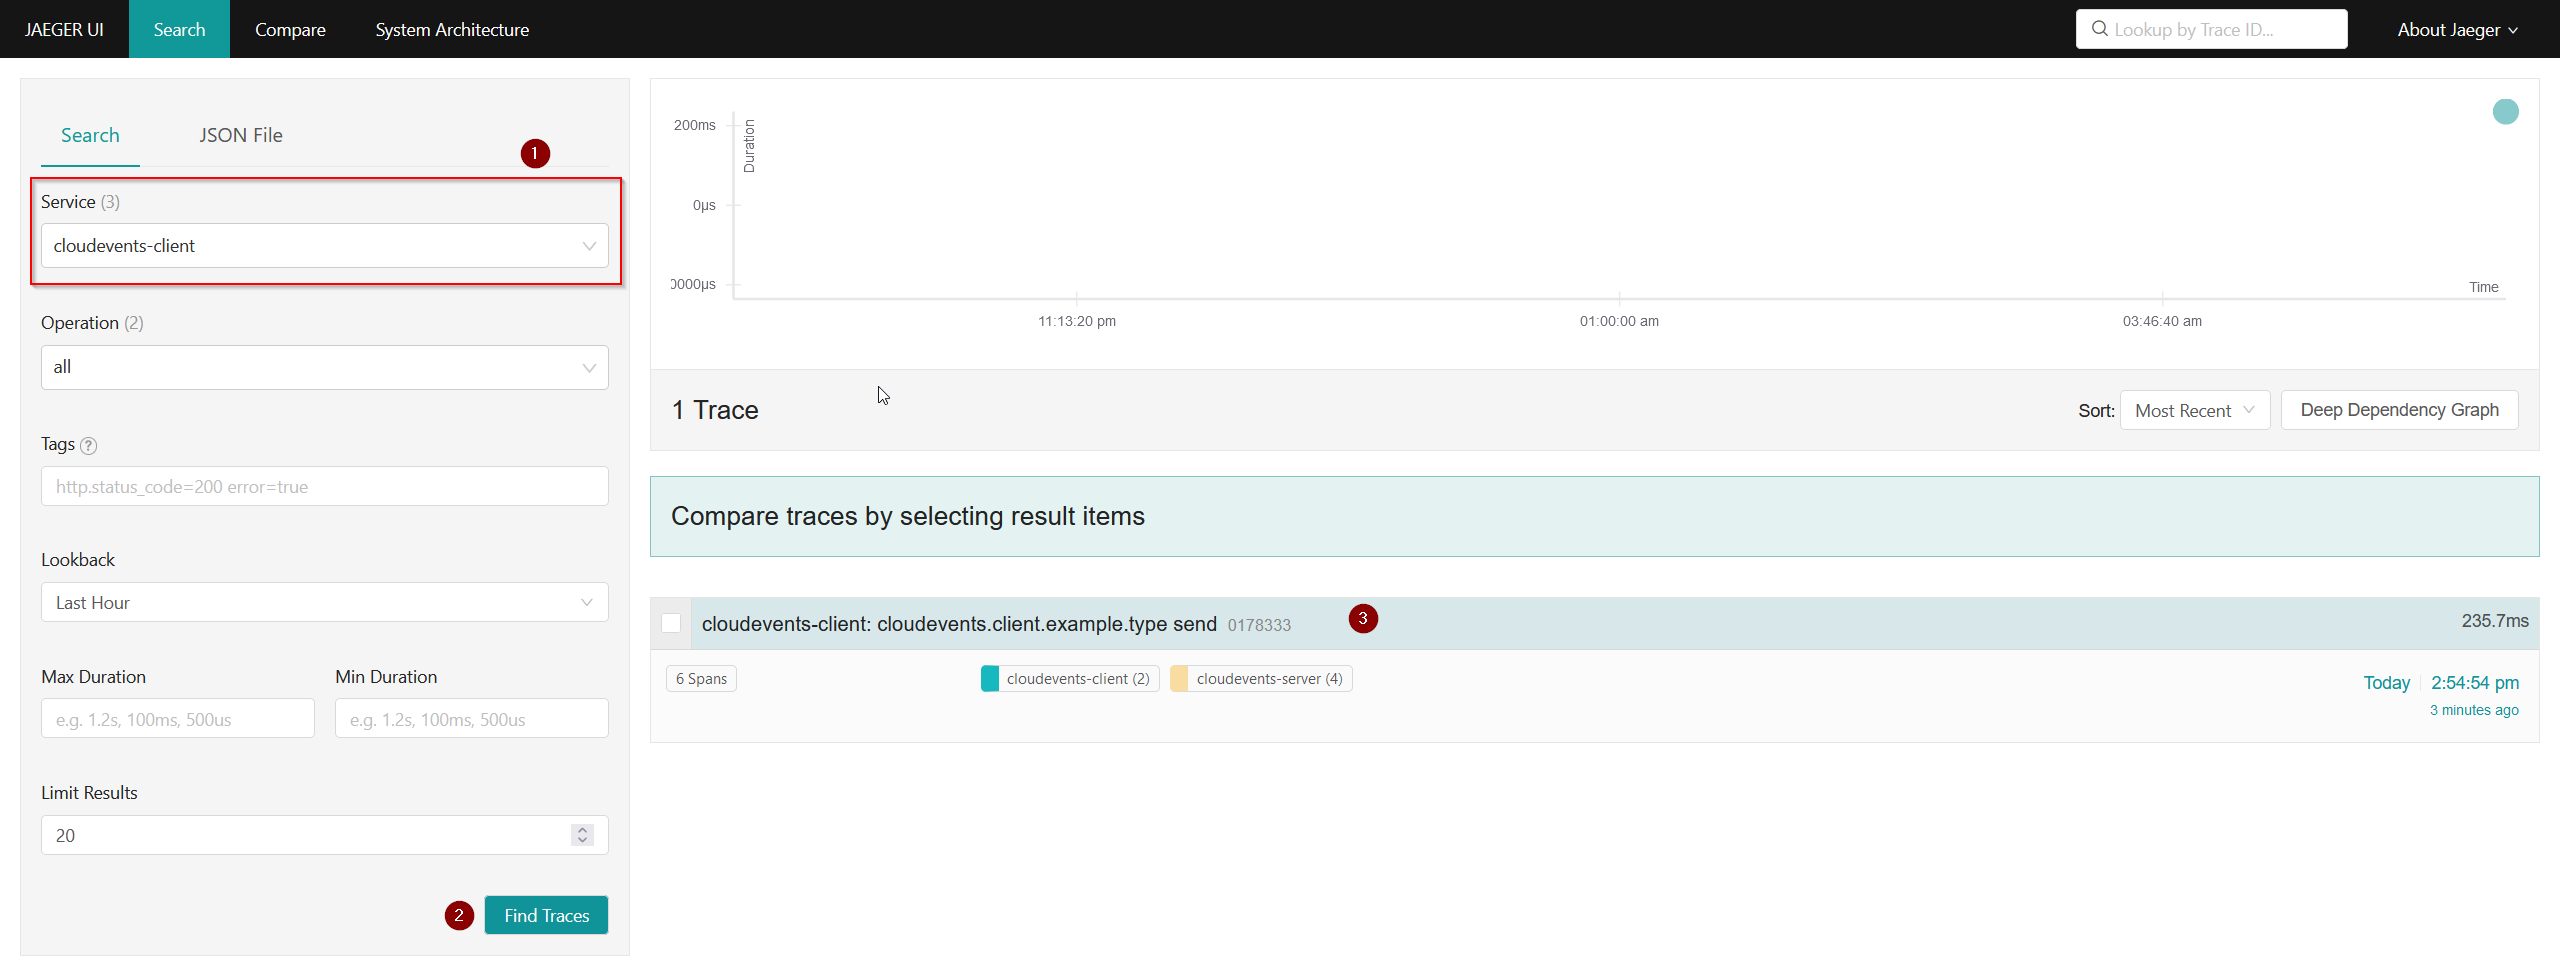 JAEGER UI Search Compare System Architecture Lookup by Trace ID... About Jaeger
Search JSON File
1
Service (3)
cloudevents-client
Operation (2)
all
Tags ?
http.status_code=200 error=true
Lookback
Last Hour
Max Duration Min Duration
e.g. 1.2s, 100ms, 500us e.g. 1.2s, 100ms, 500us
Limit Results
20
2 Find Traces
200ms
Duration
0μs
0000μs
Time
11:13:20 pm 01:00:00 am 03:46:40 am
1 Trace Sort: Most Recent Deep Dependency Graph
Compare traces by selecting result items
cloudevents-client: cloudevents.client.example.type send 0178333 3 235.7ms
6 Spans cloudevents-client (2) cloudevents-server (4) Today 2:54:54 pm
3 minutes ago